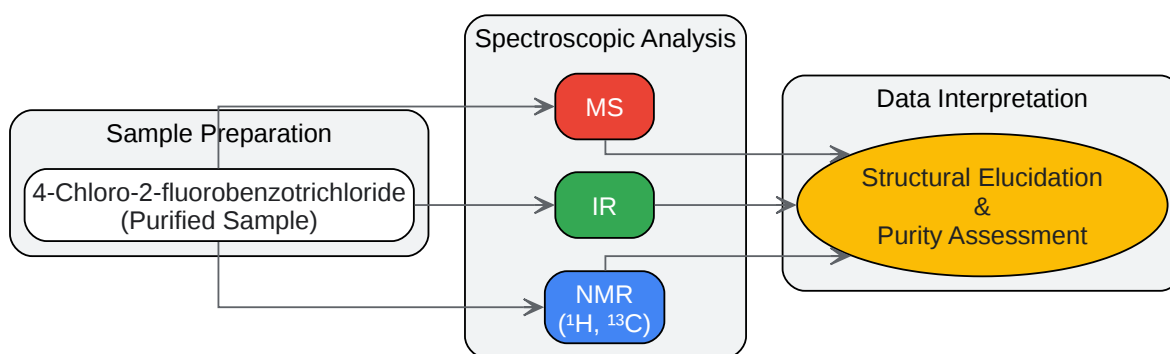 Sample Preparation
4-Chloro-2-fluorobenzotrichloride
(Purified Sample)
Spectroscopic Analysis
MS
IR
NMR
(¹H, ¹³C)
Data Interpretation
Structural Elucidation
&
Purity Assessment